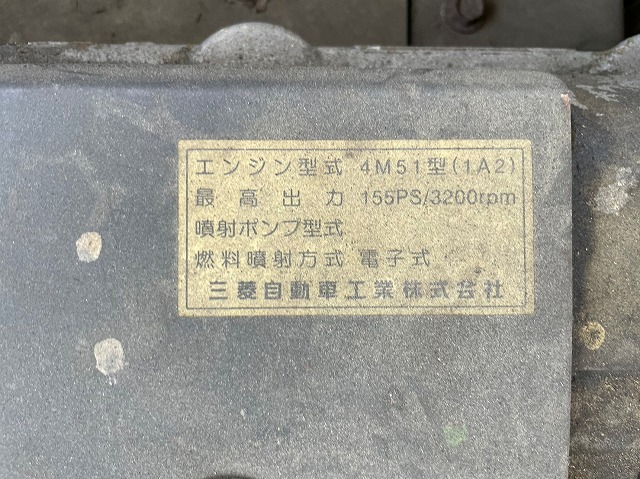 エンジン型式 4M51型(1A2)
最高出力 155PS/3200rpm
噴射ポンプ型式
燃料噴射方式 電子式
三菱自動車工業株式会社